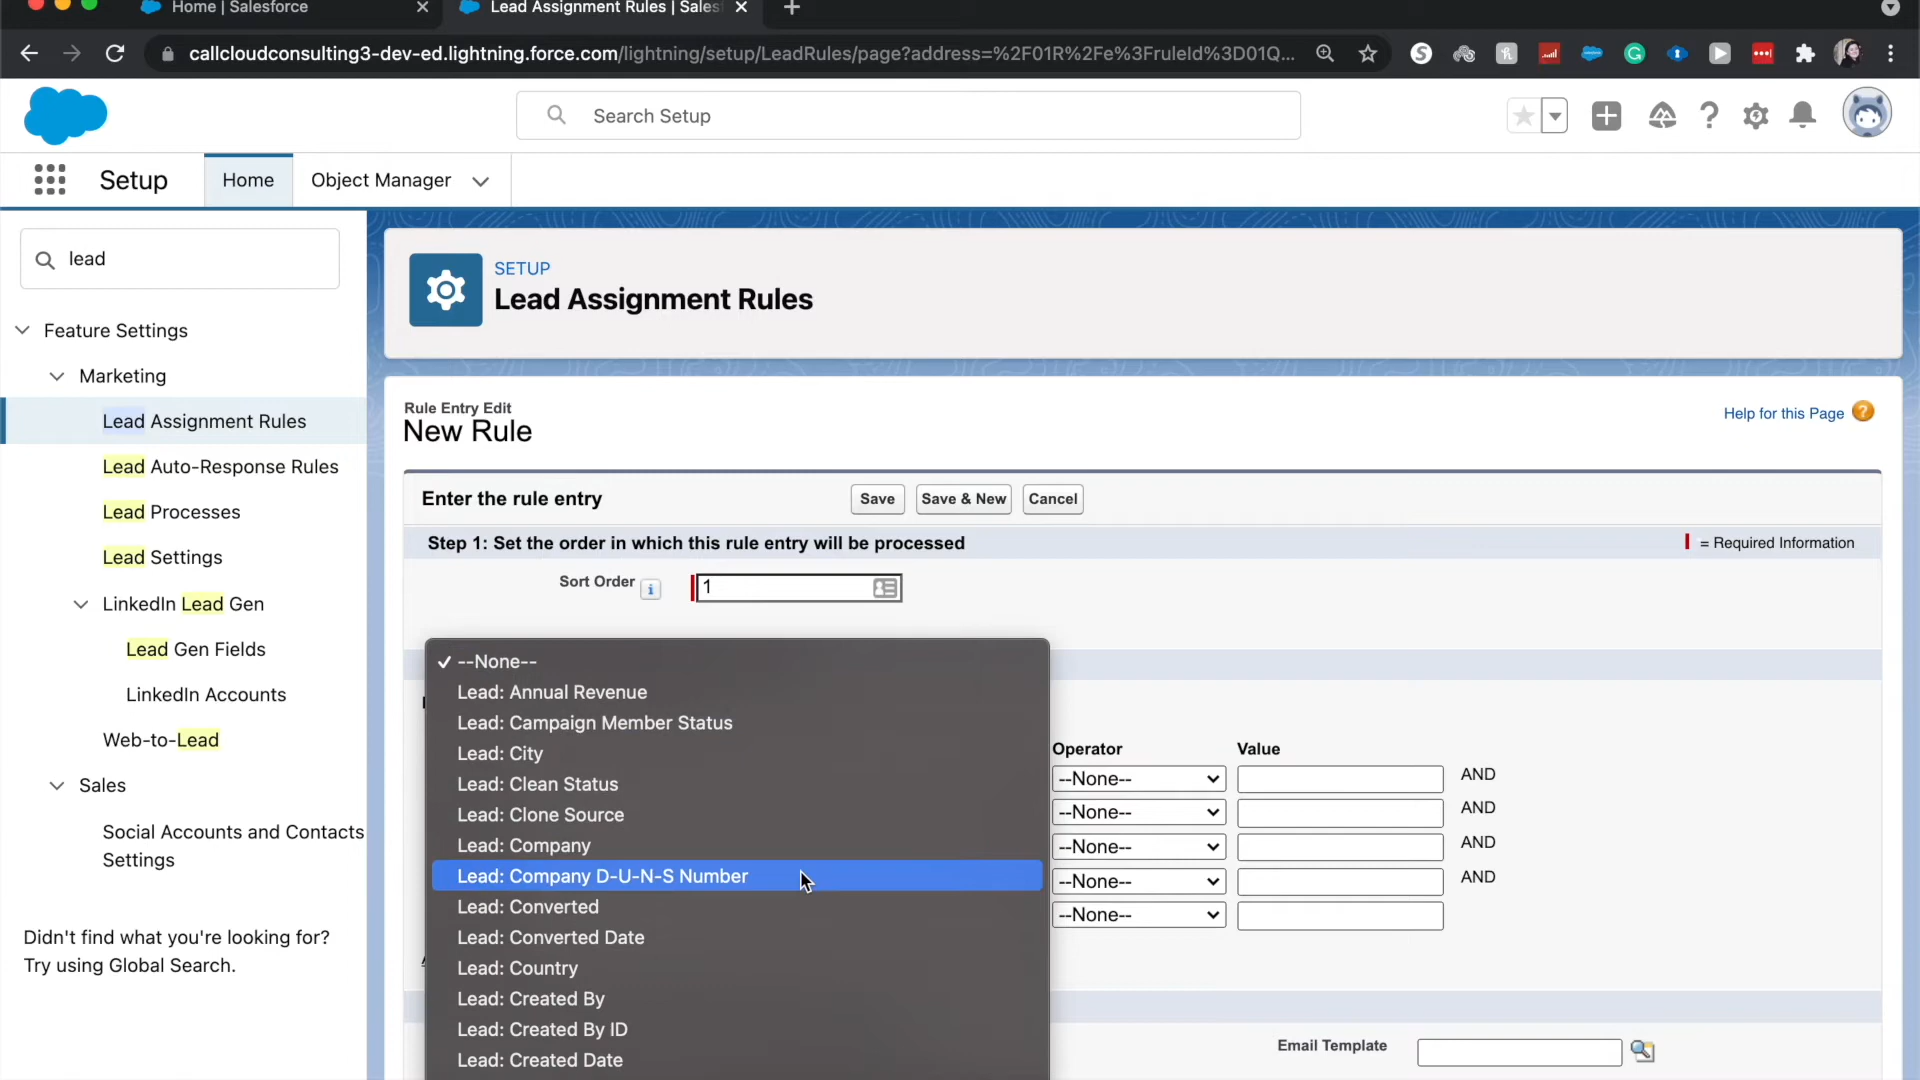 Home | Salesforce
Lead Assignment Rules | Sales
callcloudconsulting3-dev-ed.lightning.force.com/lightning/setup/LeadRules/page?address=%2F01R%2Fe%3FruleId%3D01Q...
Search Setup
Setup
Home
Object Manager
lead
Feature Settings
Marketing
Lead Assignment Rules
Lead Auto-Response Rules
Lead Processes
Lead Settings
LinkedIn Lead Gen
Lead Gen Fields
LinkedIn Accounts
Web-to-Lead
Sales
Social Accounts and Contacts
Settings
Didn't find what you're looking for?
Try using Global Search.
SETUP
Lead Assignment Rules
Rule Entry Edit
New Rule
Help for this Page
Enter the rule entry
Save
Save & New
Cancel
Step 1: Set the order in which this rule entry will be processed
= Required Information
Sort Order
1
--None--
Lead: Annual Revenue
Lead: Campaign Member Status
Lead: City
Lead: Clean Status
Lead: Clone Source
Lead: Company
Lead: Company D-U-N-S Number
Lead: Converted
Lead: Converted Date
Lead: Country
Lead: Created By
Lead: Created By ID
Lead: Created Date
Operator
Value
--None--
AND
--None--
AND
--None--
AND
--None--
AND
--None--
Email Template